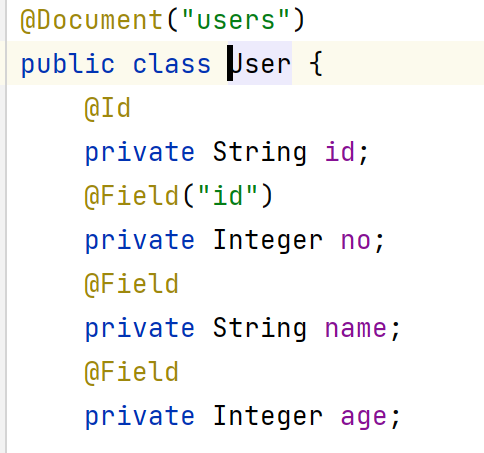 @Document("users")
public class User {
@Id
private String id;
@Field("id")
private Integer no;
@Field
private String name;
@Field
private Integer age;